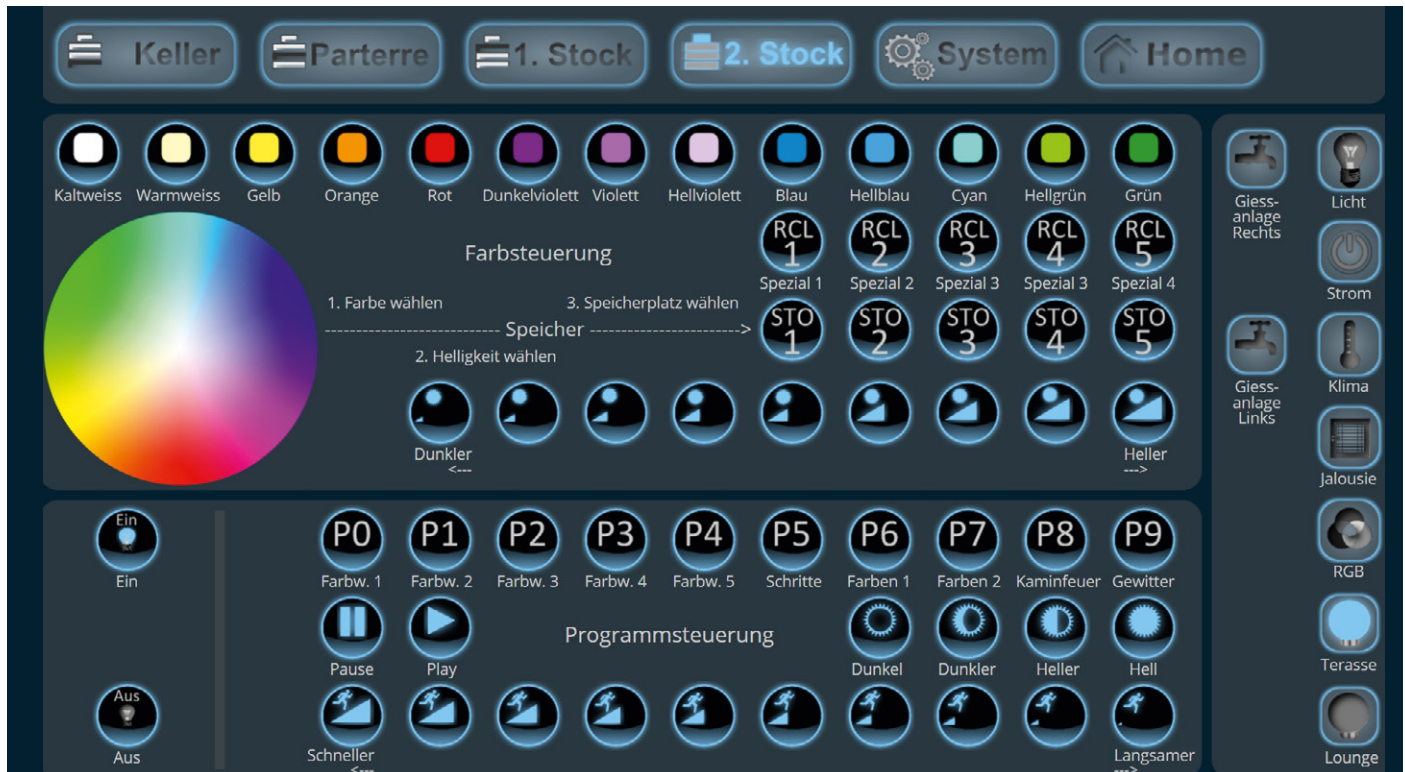 Keller Parterre 1. Stock 2. Stock System Home
Kaltweiss Warmweiss Gelb Orange Rot Dunkelviolett Violett Hellviolett Blau Hellblau Cyan Hellgrün Grün
Farbsteuerung
RCL 1 RCL 2 RCL 3 RCL 4 RCL 5
Spezial 1 Spezial 2 Spezial 3 Spezial 3 Spezial 4
1. Farbe wählen 3. Speicherplatz wählen
--------------------------- Speicher ----------------------->
STO 1 STO 2 STO 3 STO 4 STO 5
2. Helligkeit wählen
Dunkler Heller
<--- --->
Ein
Ein
P0 P1 P2 P3 P4 P5 P6 P7 P8 P9
Farbw. 1 Farbw. 2 Farbw. 3 Farbw. 4 Farbw. 5 Schritte Farben 1 Farben 2 Kaminfeuer Gewitter
Programmsteuerung
Pause Play Dunkel Dunkler Heller Hell
Aus
Aus
Schneller Langsamer
<--- --->
Giess-
anlage
Rechts
Giess-
anlage
Links
Licht
Strom
Klima
Jalousie
RGB
Terasse
Lounge